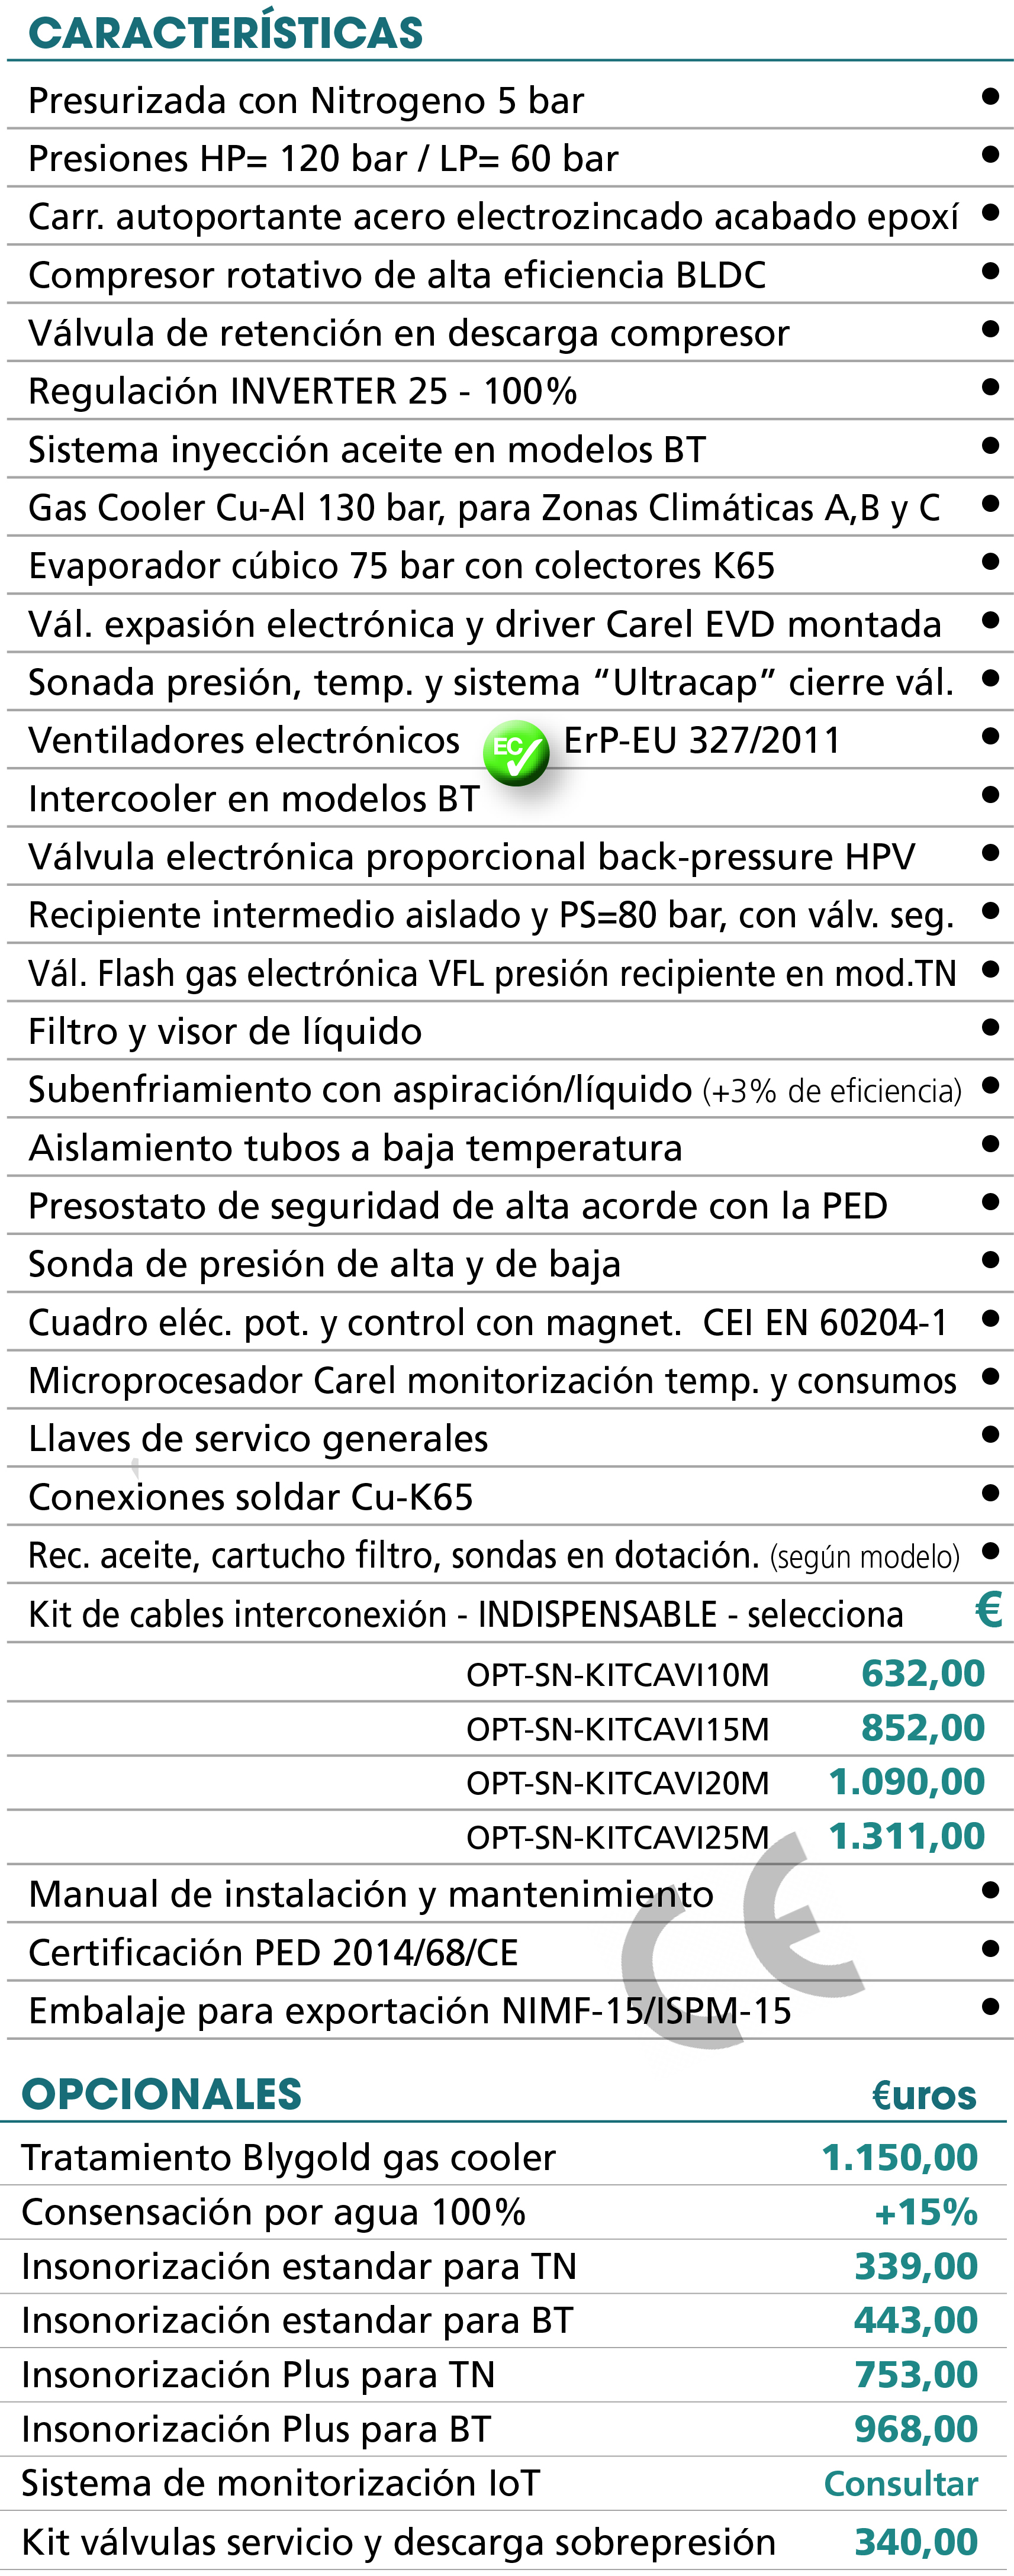 CARACTERÍSTICAS
Presurizada con Nitrogeno 5 bar •
Presiones HP= 120 bar / LP= 60 bar •
Carr. autoportante acero electrozincado acabado epoxí •
Compresor rotativo de alta eficiencia BLDC •
Válvula de retención en descarga compresor •
Regulación INVERTER 25 - 100% •
Sistema inyección aceite en modelos BT •
Gas Cooler Cu-Al 130 bar, para Zonas Climáticas A,B y C •
Evaporador cúbico 75 bar con colectores K65 •
Vál. expasión electrónica y driver Carel EVD montada •
Sonada presión, temp. y sistema “Ultracap” cierre vál. •
Ventiladores electrónicos EC ErP-EU 327/2011 •
Intercooler en modelos BT •
Válvula electrónica proporcional back-pressure HPV •
Recipiente intermedio aislado y PS=80 bar, con válv. seg. •
Vál. Flash gas electrónica VFL presión recipiente en mod.TN •
Filtro y visor de líquido •
Subenfriamiento con aspiración/líquido (+3% de eficiencia) •
Aislamiento tubos a baja temperatura •
Presostato de seguridad de alta acorde con la PED •
Sonda de presión de alta y de baja •
Cuadro eléc. pot. y control con magnet. CEI EN 60204-1 •
Microprocesador Carel monitorización temp. y consumos •
Llaves de servico generales •
Conexiones soldar Cu-K65 •
Rec. aceite, cartucho filtro, sondas en dotación. (según modelo) •
Kit de cables interconexión - INDISPENSABLE - selecciona €
OPT-SN-KITCAVI10M 632,00
OPT-SN-KITCAVI15M 852,00
OPT-SN-KITCAVI20M 1.090,00
OPT-SN-KITCAVI25M 1.311,00
Manual de instalación y mantenimiento •
Certificación PED 2014/68/CE •
Embalaje para exportación NIMF-15/ISPM-15 •
CE
OPCIONALES €uros
Tratamiento Blygold gas cooler 1.150,00
Consensación por agua 100% +15%
Insonorización estandar para TN 339,00
Insonorización estandar para BT 443,00
Insonorización Plus para TN 753,00
Insonorización Plus para BT 968,00
Sistema de monitorización IoT Consultar
Kit válvulas servicio y descarga sobrepresión 340,00